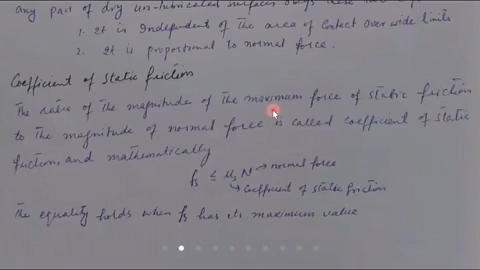 any pair of dry un-lubricated surfaces obeys these two
1. It is Independent of the area of Contact over wide limits
2. It is proportional to normal force.
Coefficient of Static friction
The ratio of the magnitude of the maximum force of static friction
to the magnitude of normal force is called coefficient of static
friction, and mathematically
fs ≤ μs N → normal force
↳ Coefficient of Static friction
The equality holds when fs has its maximum value